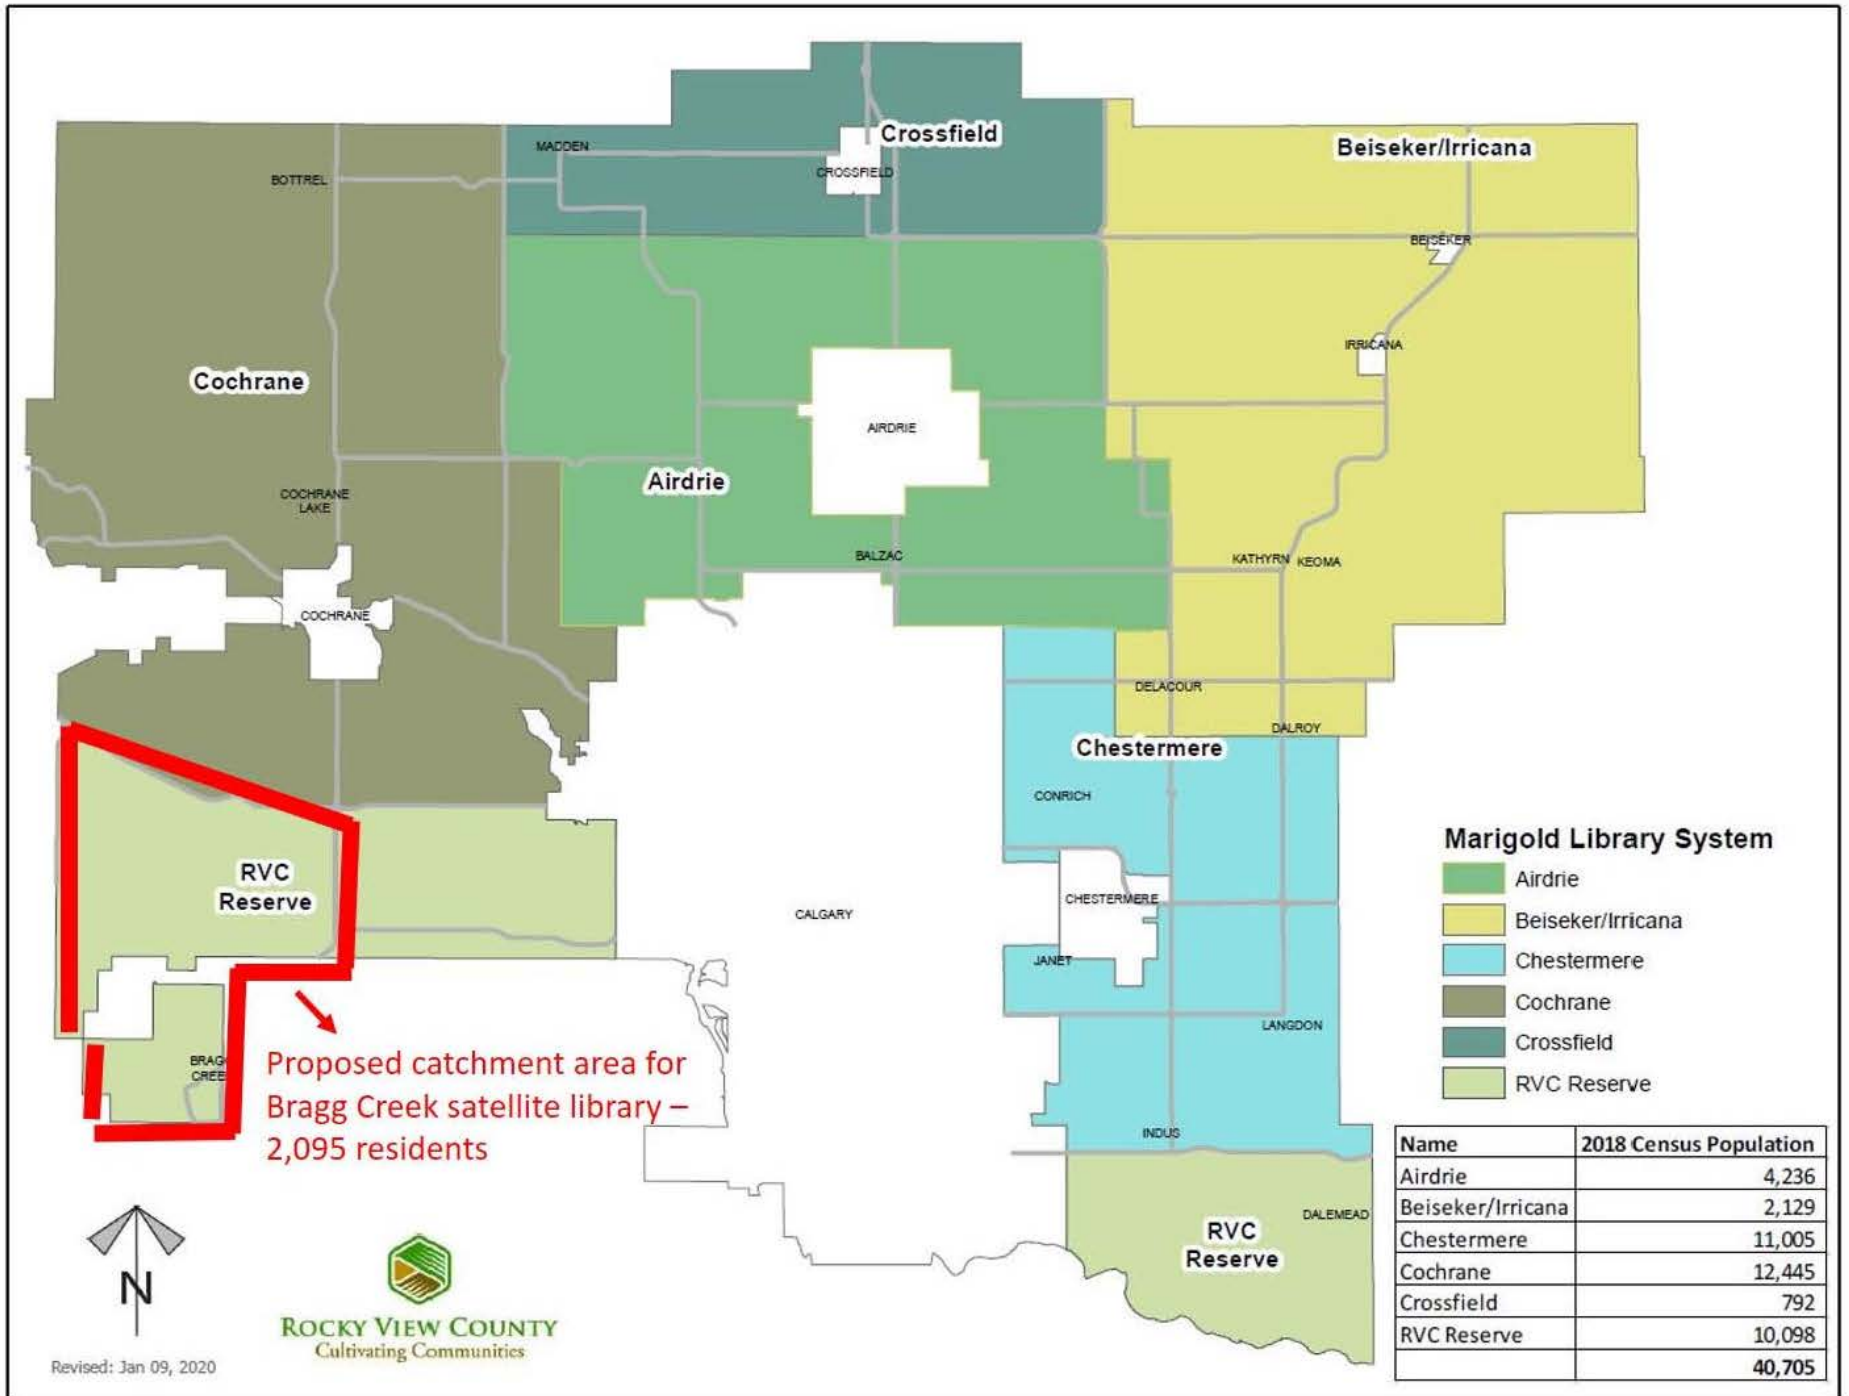 Crossfield
Beiseker/Irricana
MADDEN
CROSSFIELD
BOTTREL
BEISEKER
IRRICANA
Cochrane
AIRDRIE
Airdrie
COCHRANE
LAKE
BALZAC
KATHYRN
KEOMA
COCHRANE
DELACOUR
DALROY
Chestermere
CONRICH
RVC
Reserve
CHESTERMERE
CALGARY
JANET
LANGDON
BRAG
CREE
INDUS
DALEMEAD
RVC
Reserve
Proposed catchment area for
Bragg Creek satellite library –
2,095 residents
Marigold Library System
Airdrie
Beiseker/Irricana
Chestermere
Cochrane
Crossfield
RVC Reserve
Name 2018 Census Population
Airdrie 4,236
Beiseker/Irricana 2,129
Chestermere 11,005
Cochrane 12,445
Crossfield 792
RVC Reserve 10,098
40,705
N
ROCKY VIEW COUNTY
Cultivating Communities
Revised: Jan 09, 2020